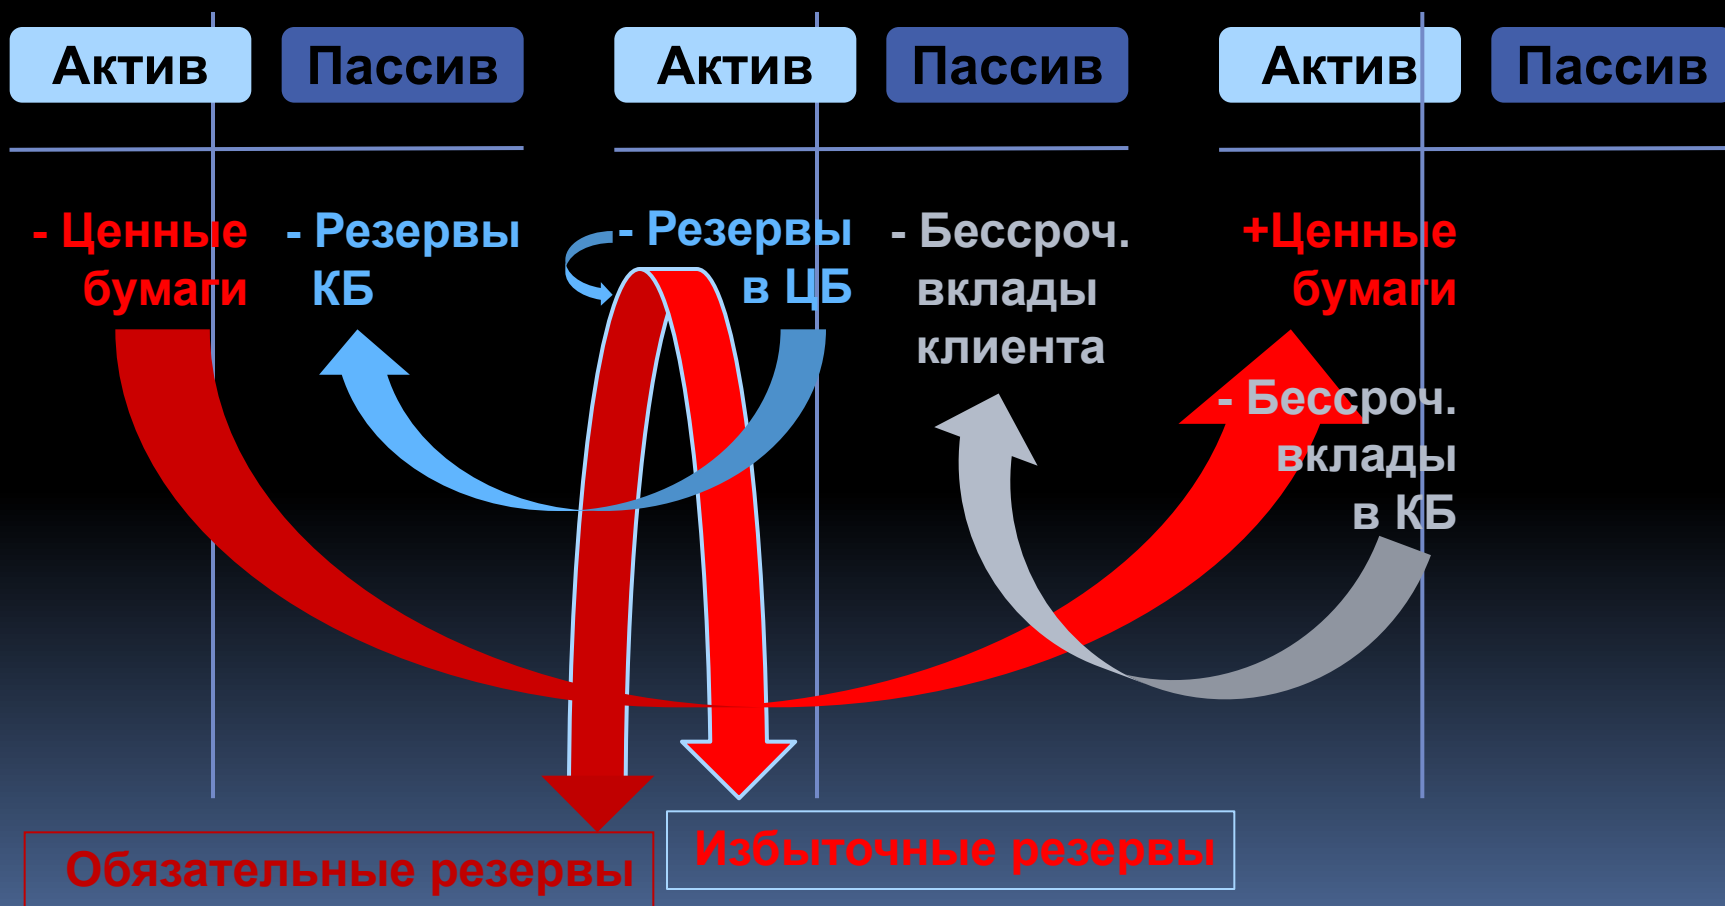 Актив
Пассив
Актив
Пассив
Актив
Пассив
- Ценные
бумаги
- Резервы
КБ
- Резервы
в ЦБ
- Бессроч.
вклады
клиента
+Ценные
бумаги
- Бессроч.
вклады
в КБ
Обязательные резервы
Избыточные резервы